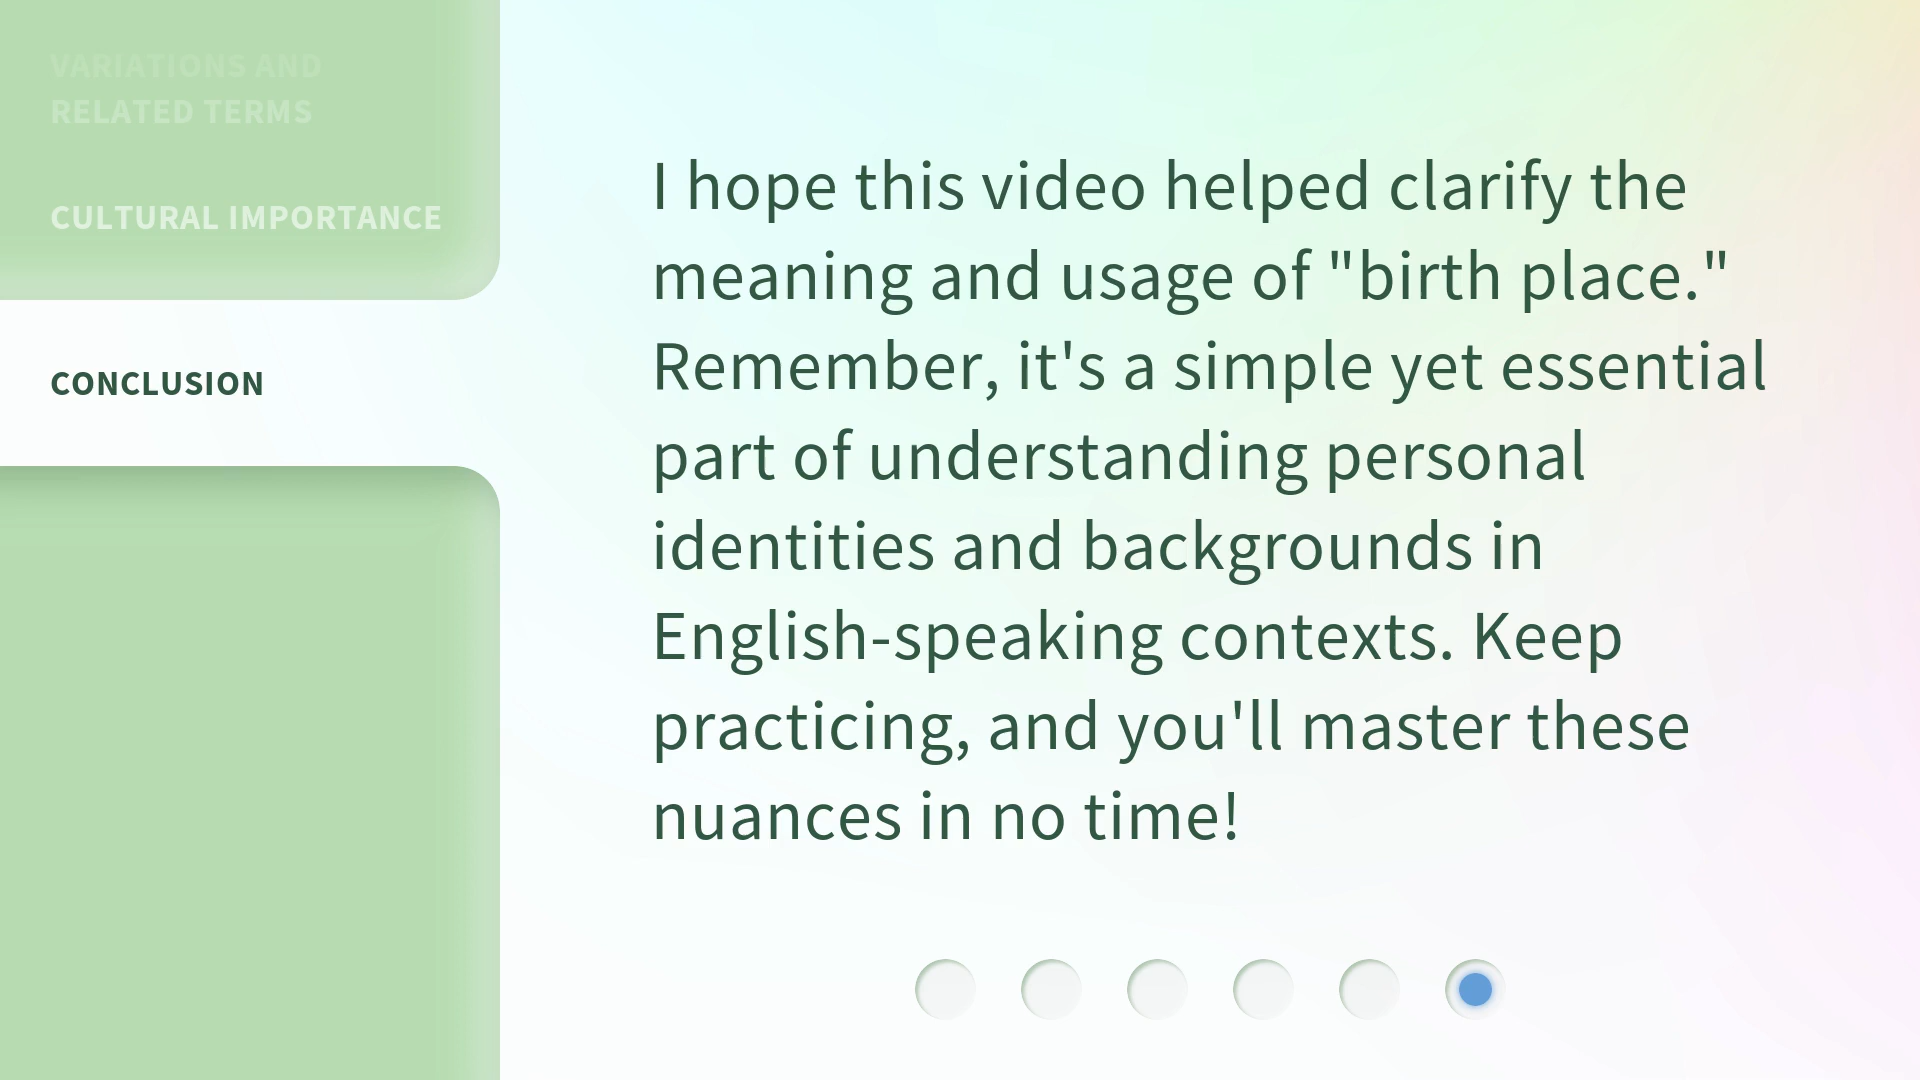 VARIATIONS AND
RELATED TERMS
CULTURAL IMPORTANCE
CONCLUSION
I hope this video helped clarify the
meaning and usage of "birth place."
Remember, it's a simple yet essential
part of understanding personal
identities and backgrounds in
English-speaking contexts. Keep
practicing, and you'll master these
nuances in no time!